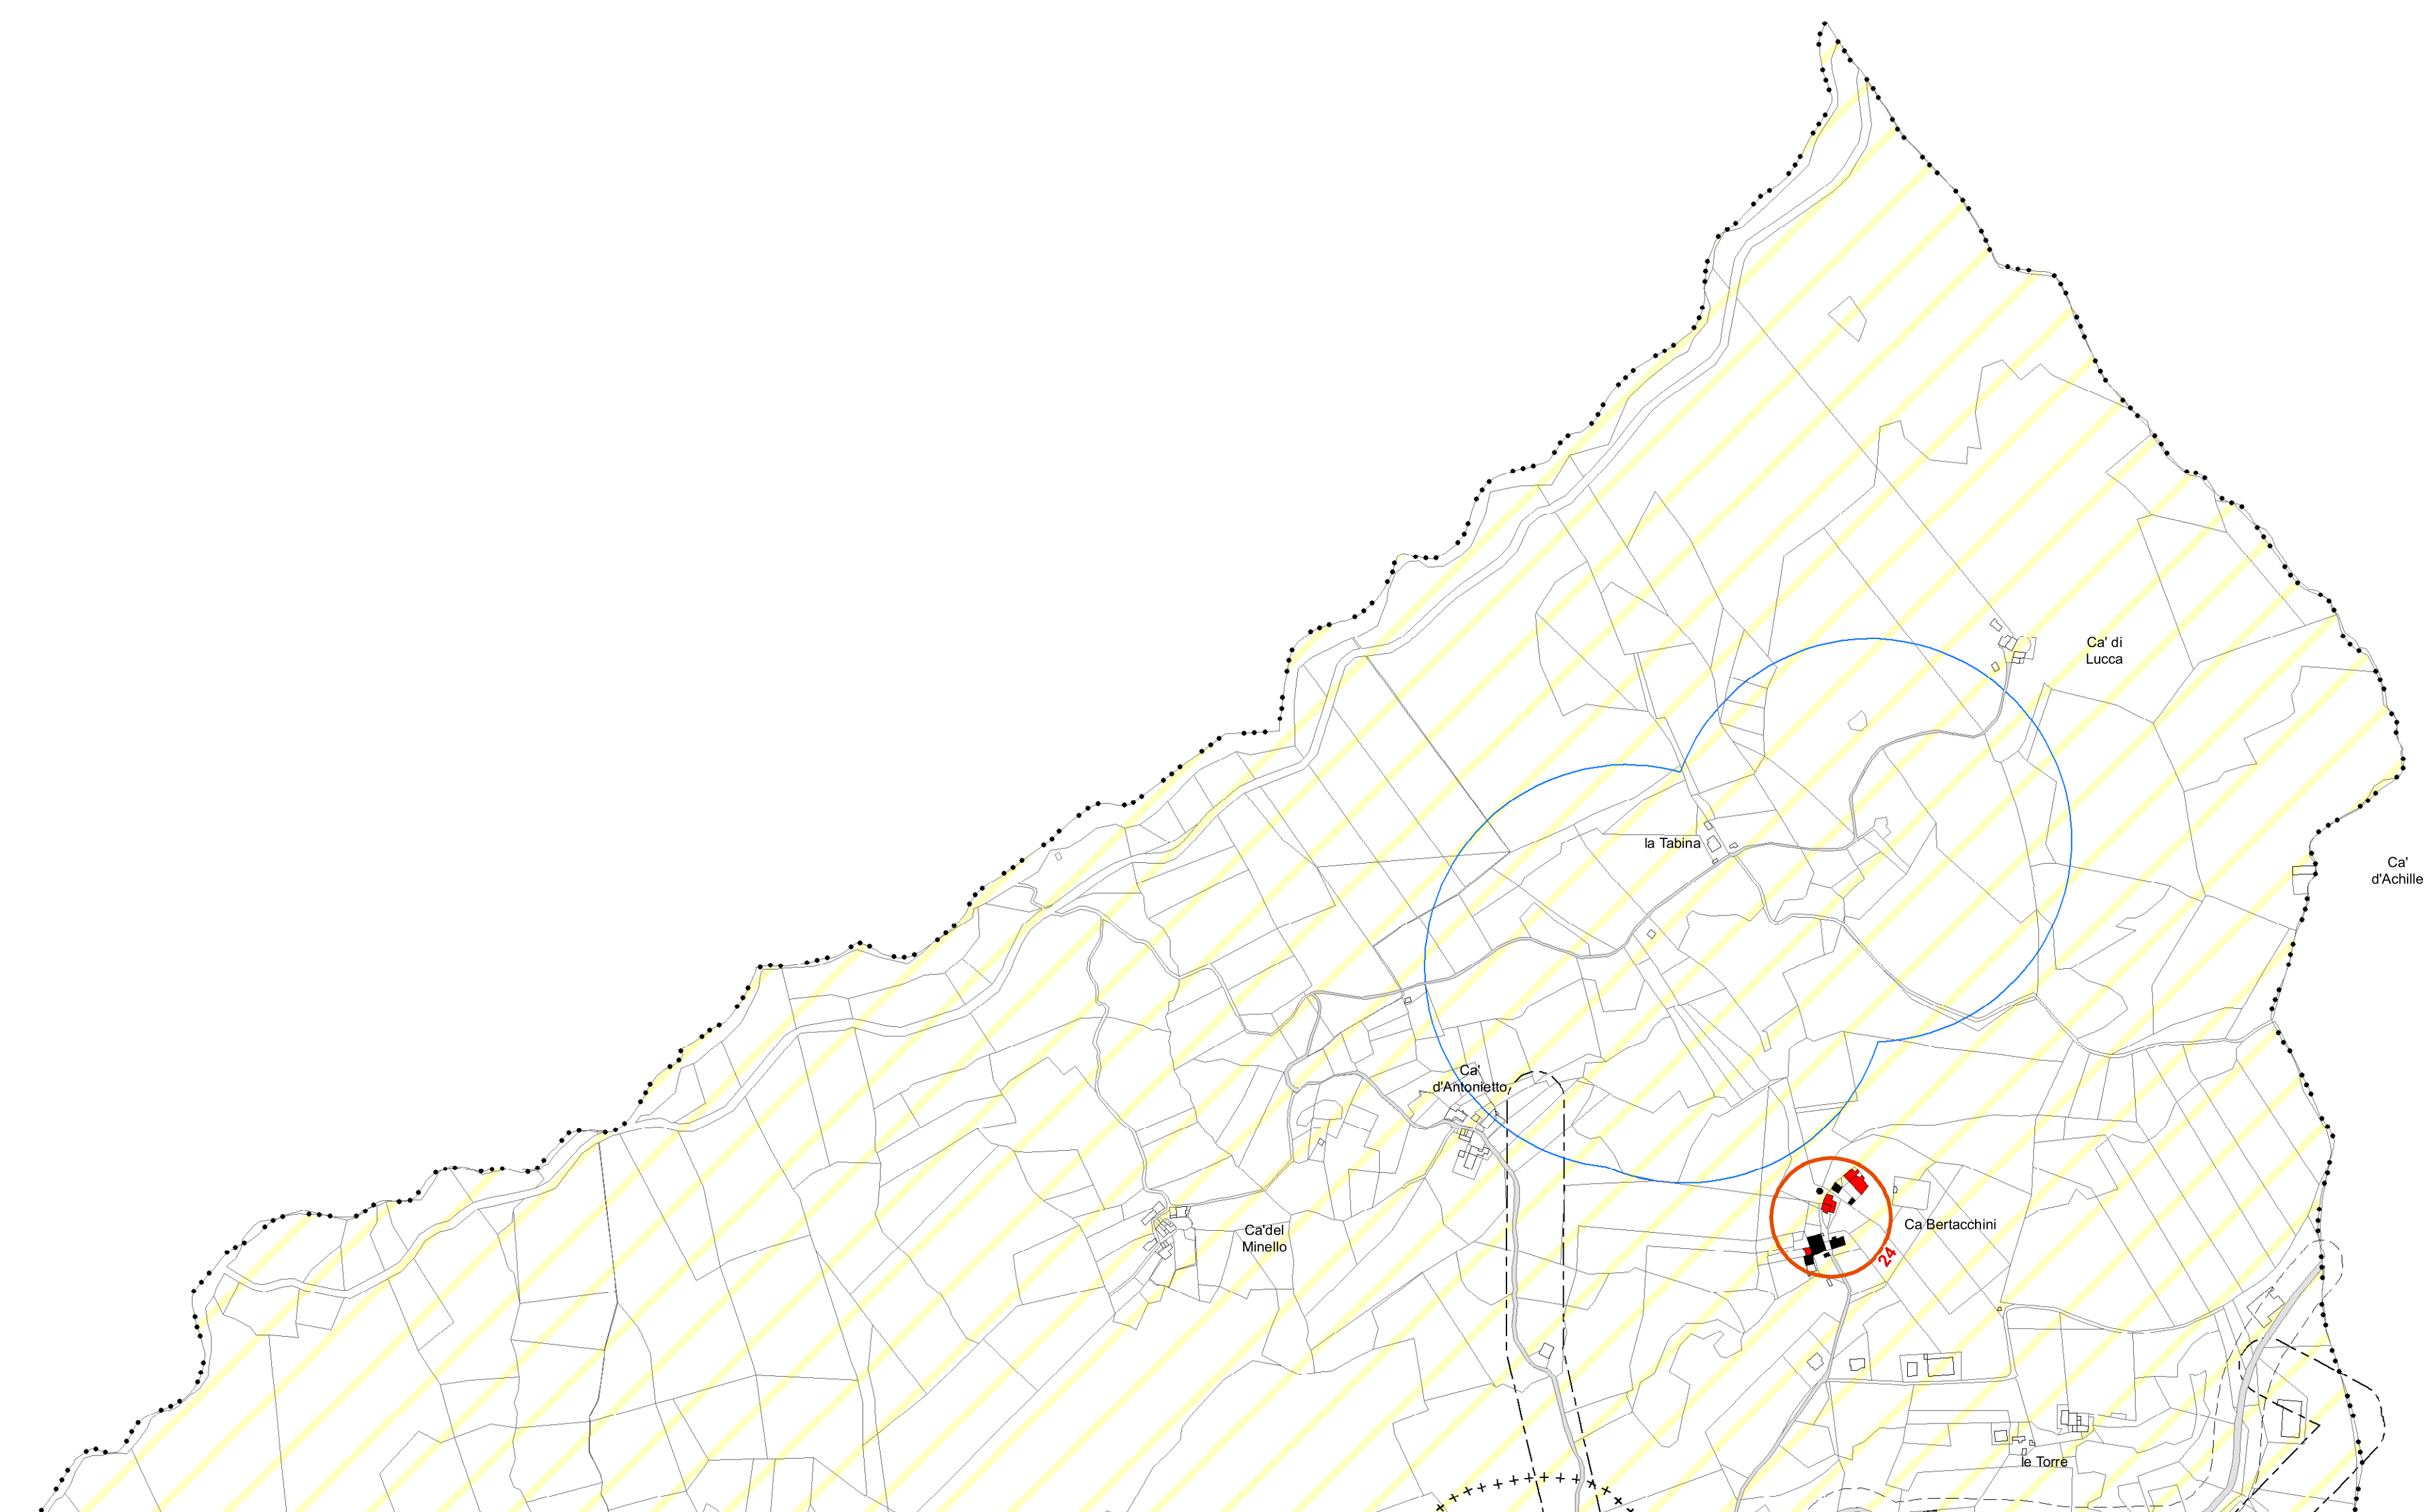 Ca' di
Lucca
la Tabina
Ca'
d'Achille
Ca'
d'Antonietto
Ca'del
Minello
Ca Bertacchini
24
le Torre